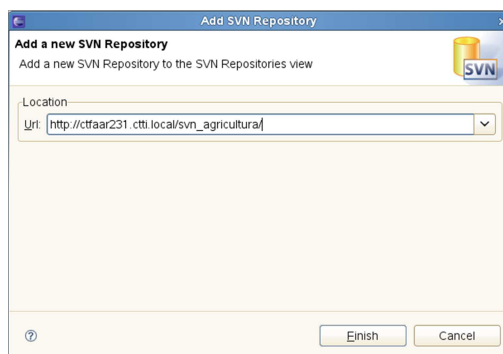 Add SVN Repository
Add a new SVN Repository
Add a new SVN Repository to the SVN Repositories view
SVN
Location
Url: http://ctfaar231.ctti.local/svn_agricultura/
?
Finish
Cancel